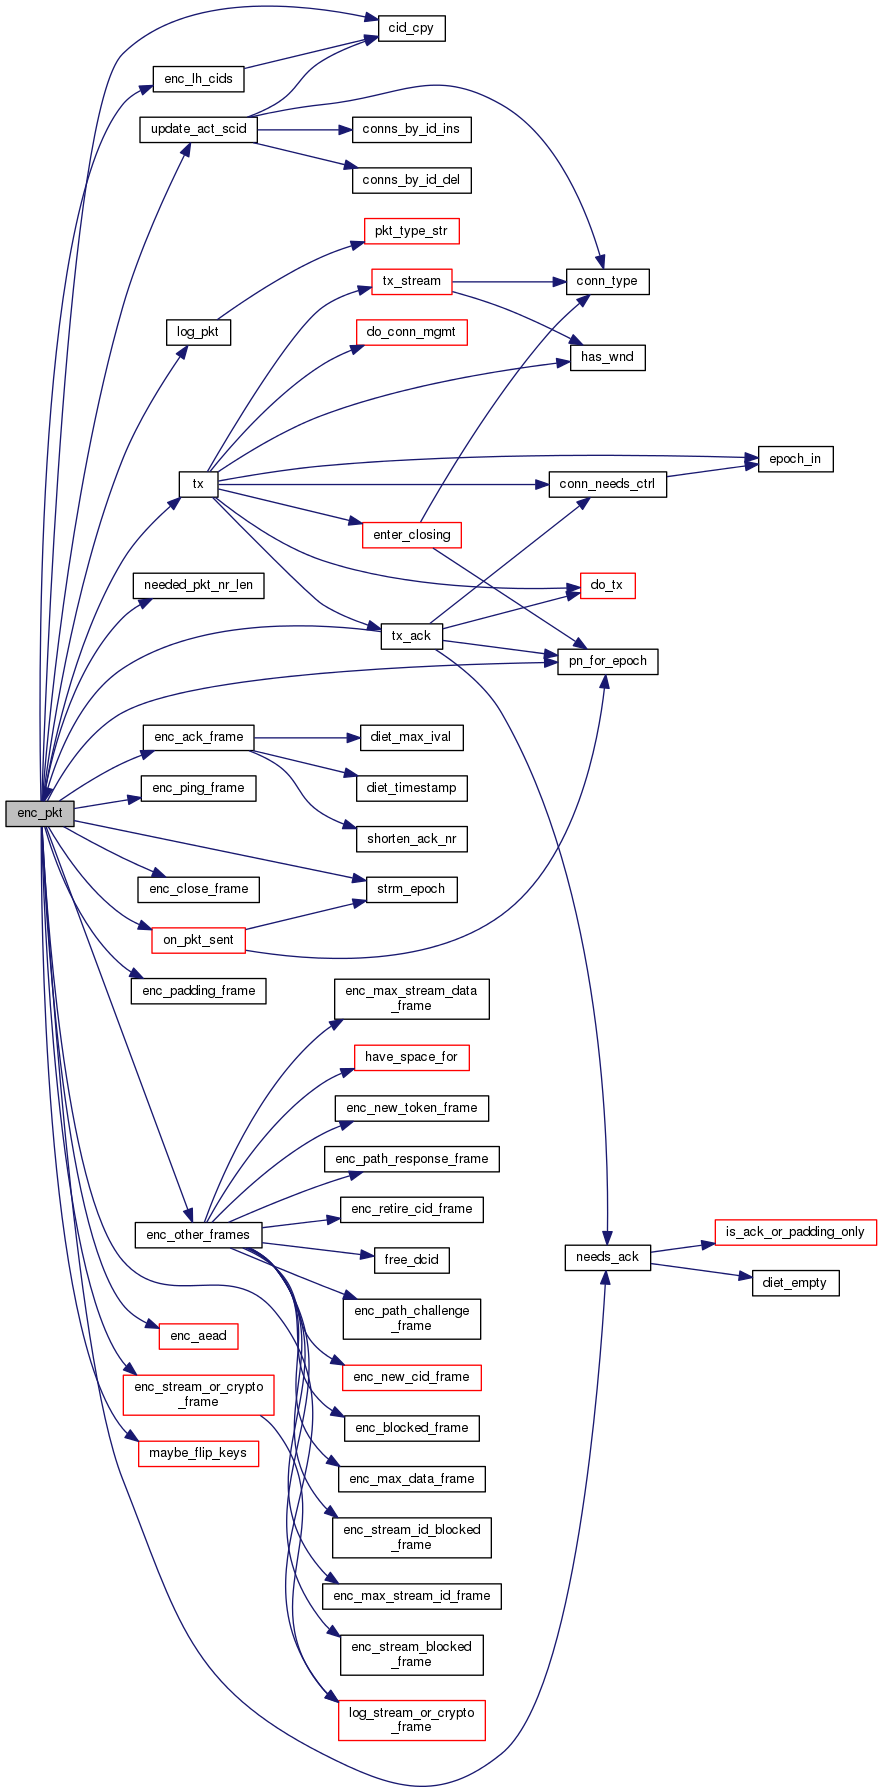 cid_cpy
enc_lh_cids
update_act_scid
conns_by_id_ins
conns_by_id_del
pkt_type_str
tx_stream
conn_type
log_pkt
do_conn_mgmt
has_wnd
epoch_in
tx
conn_needs_ctrl
enter_closing
needed_pkt_nr_len
do_tx
tx_ack
pn_for_epoch
enc_ack_frame
diet_max_ival
enc_ping_frame
diet_timestamp
enc_pkt
shorten_ack_nr
enc_close_frame
strm_epoch
on_pkt_sent
enc_padding_frame
enc_max_stream_data
_frame
have_space_for
enc_new_token_frame
enc_path_response_frame
enc_retire_cid_frame
enc_other_frames
free_dcid
needs_ack
is_ack_or_padding_only
diet_empty
enc_path_challenge
_frame
enc_aead
enc_new_cid_frame
enc_stream_or_crypto
_frame
enc_blocked_frame
maybe_flip_keys
enc_max_data_frame
enc_stream_id_blocked
_frame
enc_max_stream_id_frame
enc_stream_blocked
_frame
log_stream_or_crypto
_frame